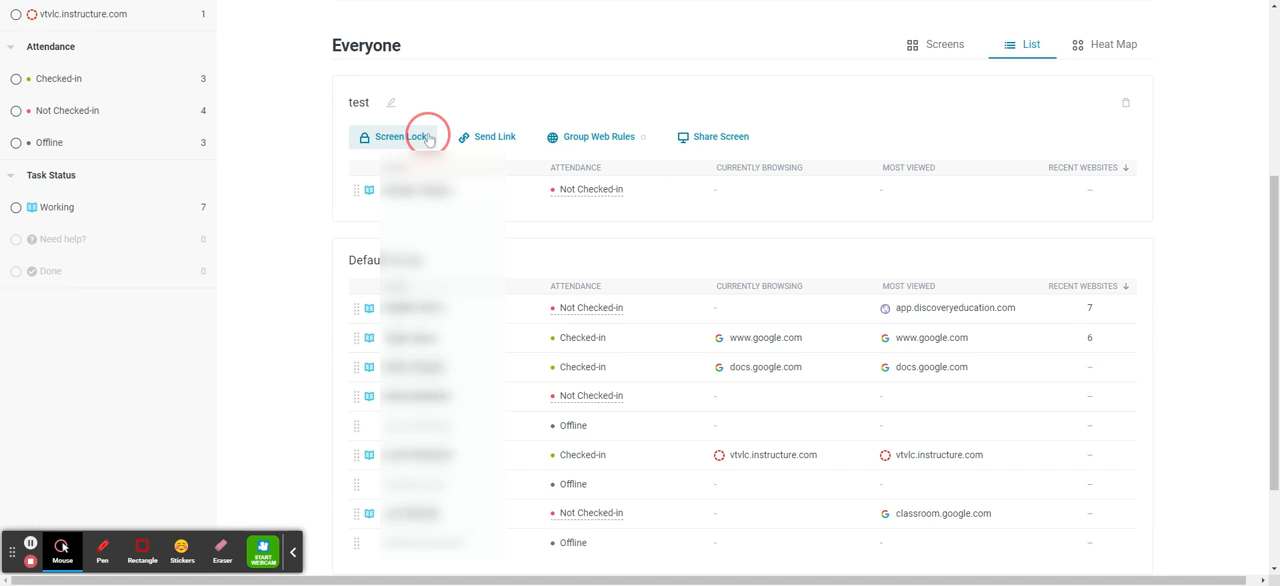 vtvlc.instructure.com 1
Attendance
Checked-in 3
Not Checked-in 4
Offline 3
Task Status
Working 7
Need help? 0
Done 0
Everyone
Screens List Heat Map
test
Screen Lock Send Link Group Web Rules Share Screen
ATTENDANCE CURRENTLY BROWSING MOST VIEWED RECENT WEBSITES ↓
Not Checked-in - - --
ATTENDANCE CURRENTLY BROWSING MOST VIEWED RECENT WEBSITES ↓
Not Checked-in - app.discoveryeducation.com 7
Checked-in www.google.com www.google.com 6
Checked-in docs.google.com docs.google.com --
Not Checked-in - - --
Offline - - --
Checked-in vtvlc.instructure.com vtvlc.instructure.com --
Offline - - --
Not Checked-in - classroom.google.com --
Offline - - --
Mouse Pen Rectangle Stickers Eraser START WEBCAM